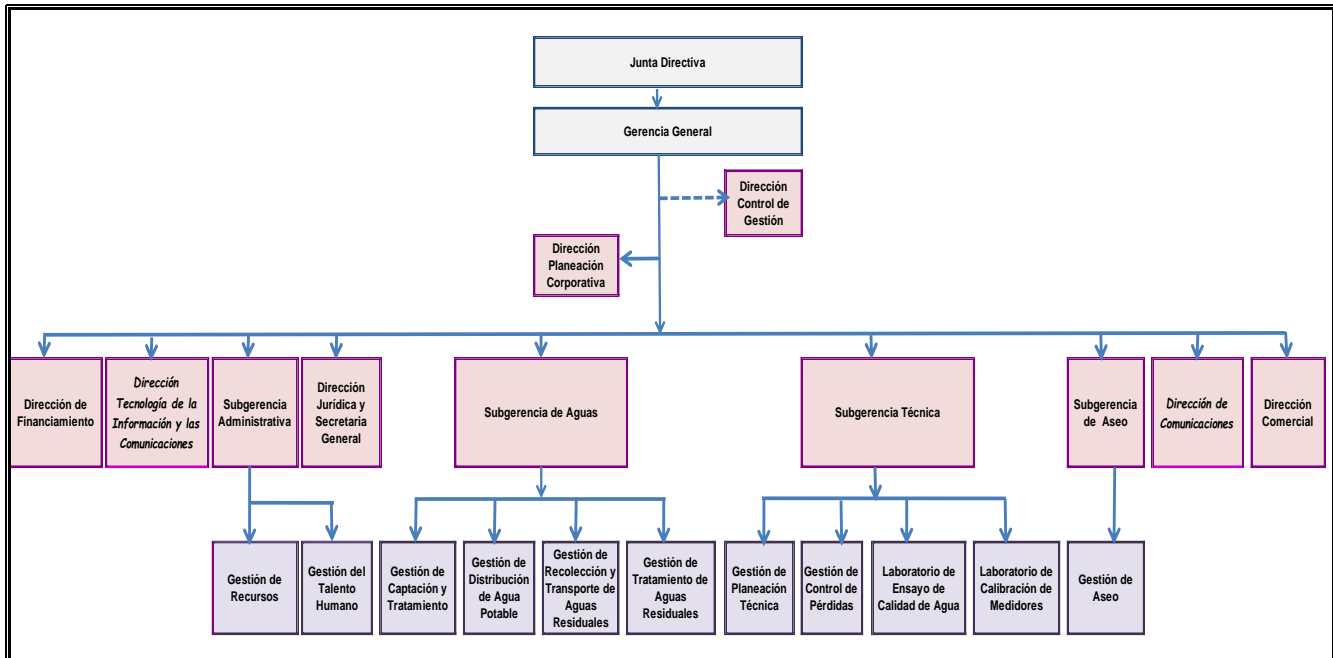 Junta Directiva
Gerencia General
Dirección
Control de
Gestión
Dirección
Planeación
Corporativa
Dirección de
Financiamiento
Dirección
Tecnología de la
Información y las
Comunicaciones
Subgerencia
Administrativa
Dirección
Jurídica y
Secretaria
General
Subgerencia de Aguas
Subgerencia Técnica
Subgerencia
de Aseo
Dirección de
Comunicaciones
Dirección
Comercial
Gestión de
Recursos
Gestión del
Talento
Humano
Gestión de
Captación y
Tratamiento
Gestión de
Distribución
de Agua
Potable
Gestión de
Recolección y
Transporte de
Aguas
Residuales
Gestión de
Tratamiento de
Aguas
Residuales
Gestión de
Planeación
Técnica
Gestión de
Control de
Pérdidas
Laboratorio de
Ensayo de
Calidad de Agua
Laboratorio de
Calibración de
Medidores
Gestión de
Aseo